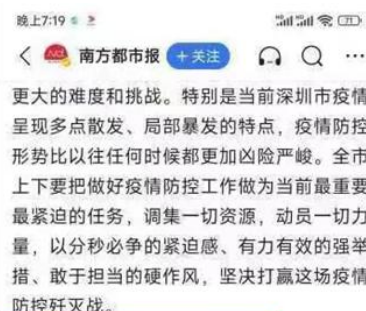 晚上7:19
71
南方都市报
+关注
更大的难度和挑战。特别是当前深圳市疫情
呈现多点散发、局部暴发的特点，疫情防控
形势比以往任何时候都更加凶险严峻。全市
上下要把做好疫情防控工作做为当前最重要
最紧迫的任务，调集一切资源，动员一切力
量，以分秒必争的紧迫感、有力有效的强举
措、敢于担当的硬作风，坚决打赢这场疫情
防控歼灭战。